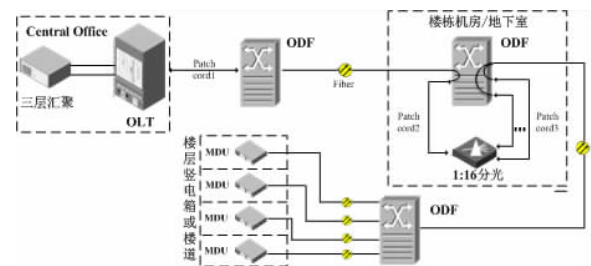 Central Office
三层汇聚
OLT
Patch
cord1
ODF
Fiber
楼栋机房/地下室
ODF
Patch
cord2
Patch
cord3
1:16分光
楼层竖电箱或楼道
MDU
MDU
MDU
MDU
ODF